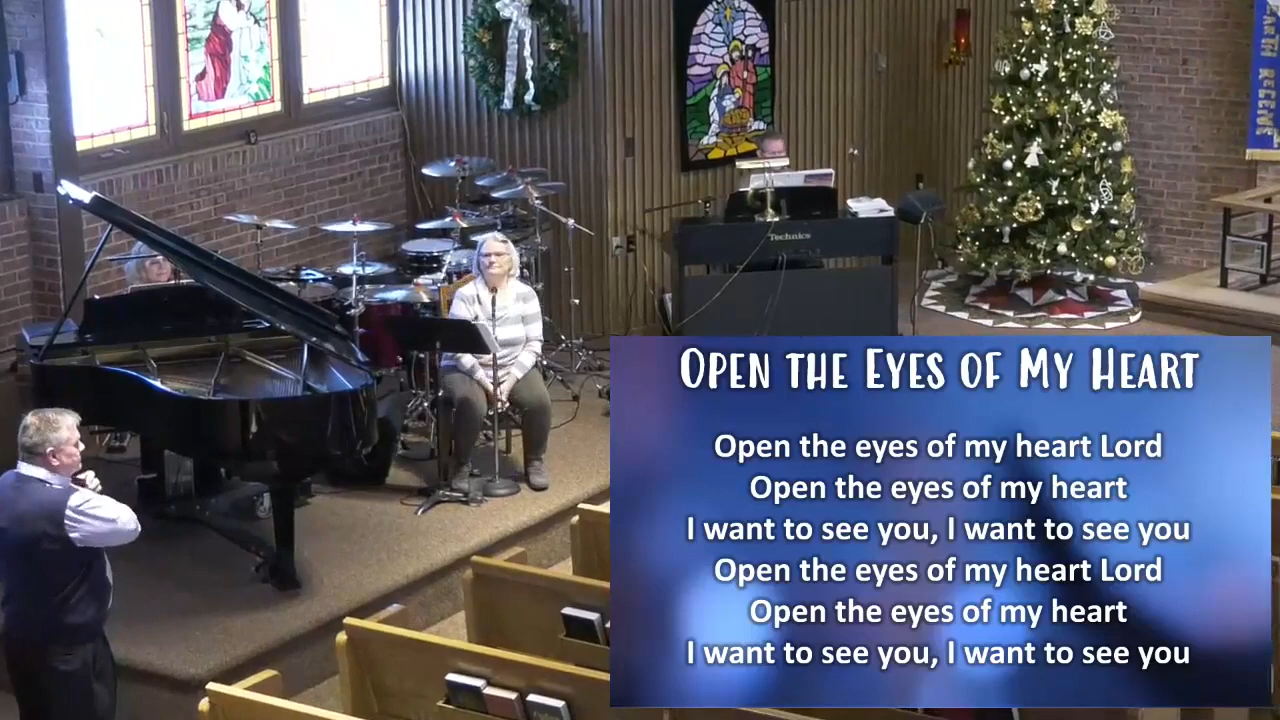 EARTH RECEIVE
Technics
Open the Eyes of My Heart
Open the eyes of my heart Lord
Open the eyes of my heart
I want to see you, I want to see you
Open the eyes of my heart Lord
Open the eyes of my heart
I want to see you, I want to see you